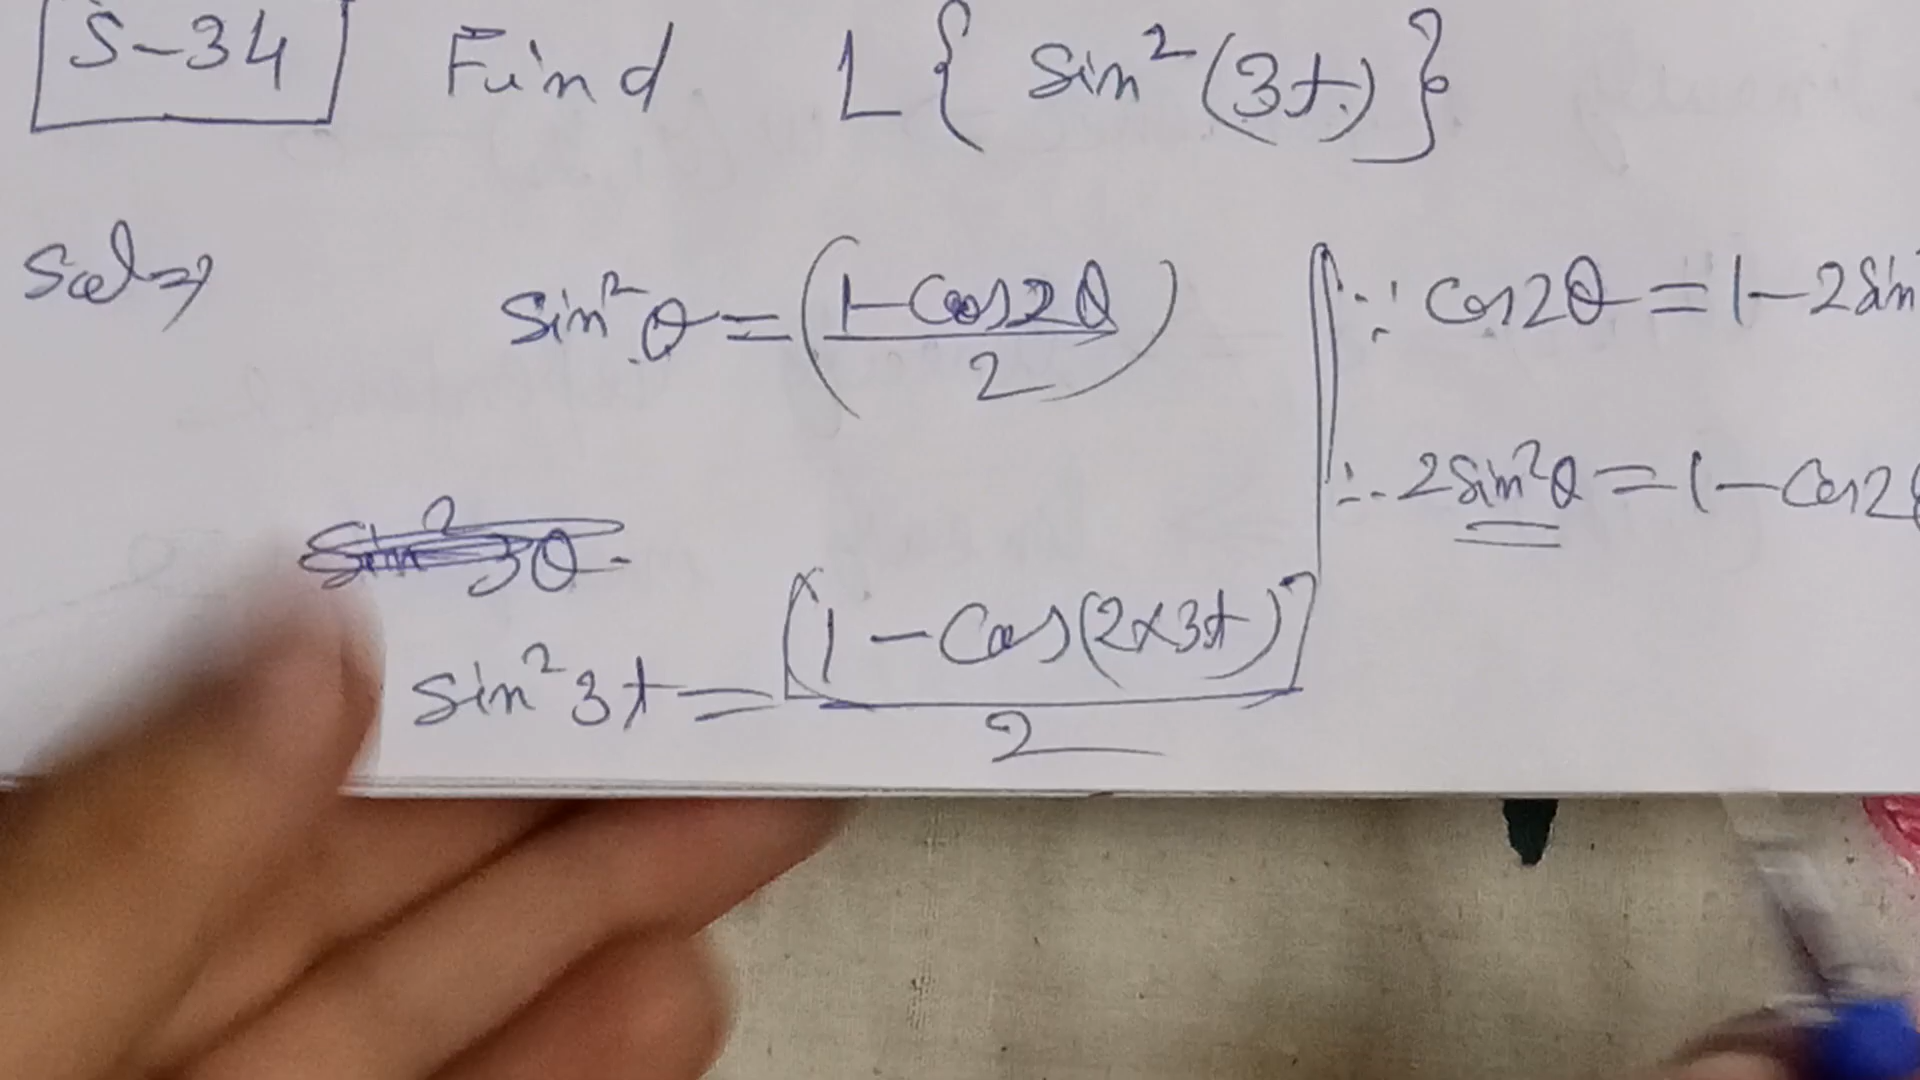 S-34 Find L{ Sin²(3t) }
Sol⇒ Sin²θ = (1-Cos2θ/2) ∵ Cos2θ = 1-2Sin
∴ 2Sin²θ = 1-Cos2
Sin²3θ
Sin²3t = [1-Cos(2×3t)]/2